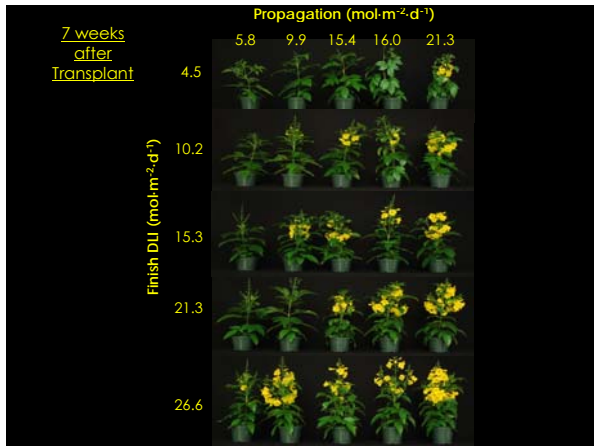 Propagation (mol·m⁻²·d⁻¹)
7 weeks
after
Transplant
5.8 9.9 15.4 16.0 21.3
Finish DLI (mol·m⁻²·d⁻¹)
4.5
10.2
15.3
21.3
26.6